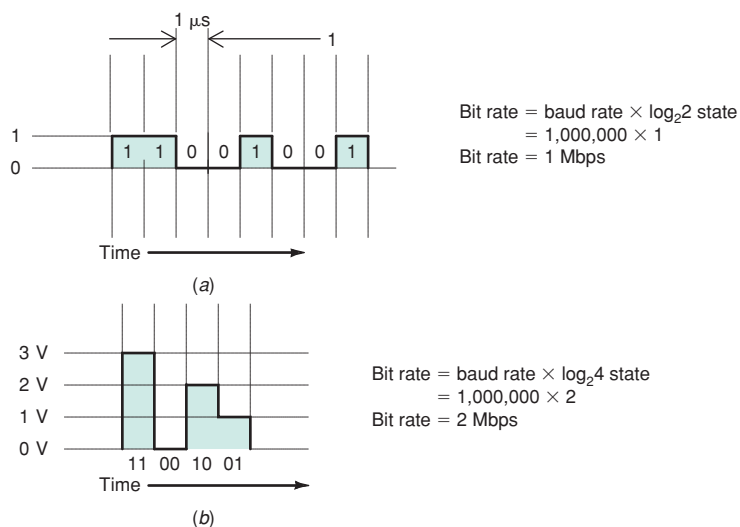 1 μs
1
1
0
1 1 0 0 1 0 0 1
Time
(a)
Bit rate = baud rate × log₂2 state
= 1,000,000 × 1
Bit rate = 1 Mbps
3 V
2 V
1 V
0 V
11 00 10 01
Time
(b)
Bit rate = baud rate × log₂4 state
= 1,000,000 × 2
Bit rate = 2 Mbps